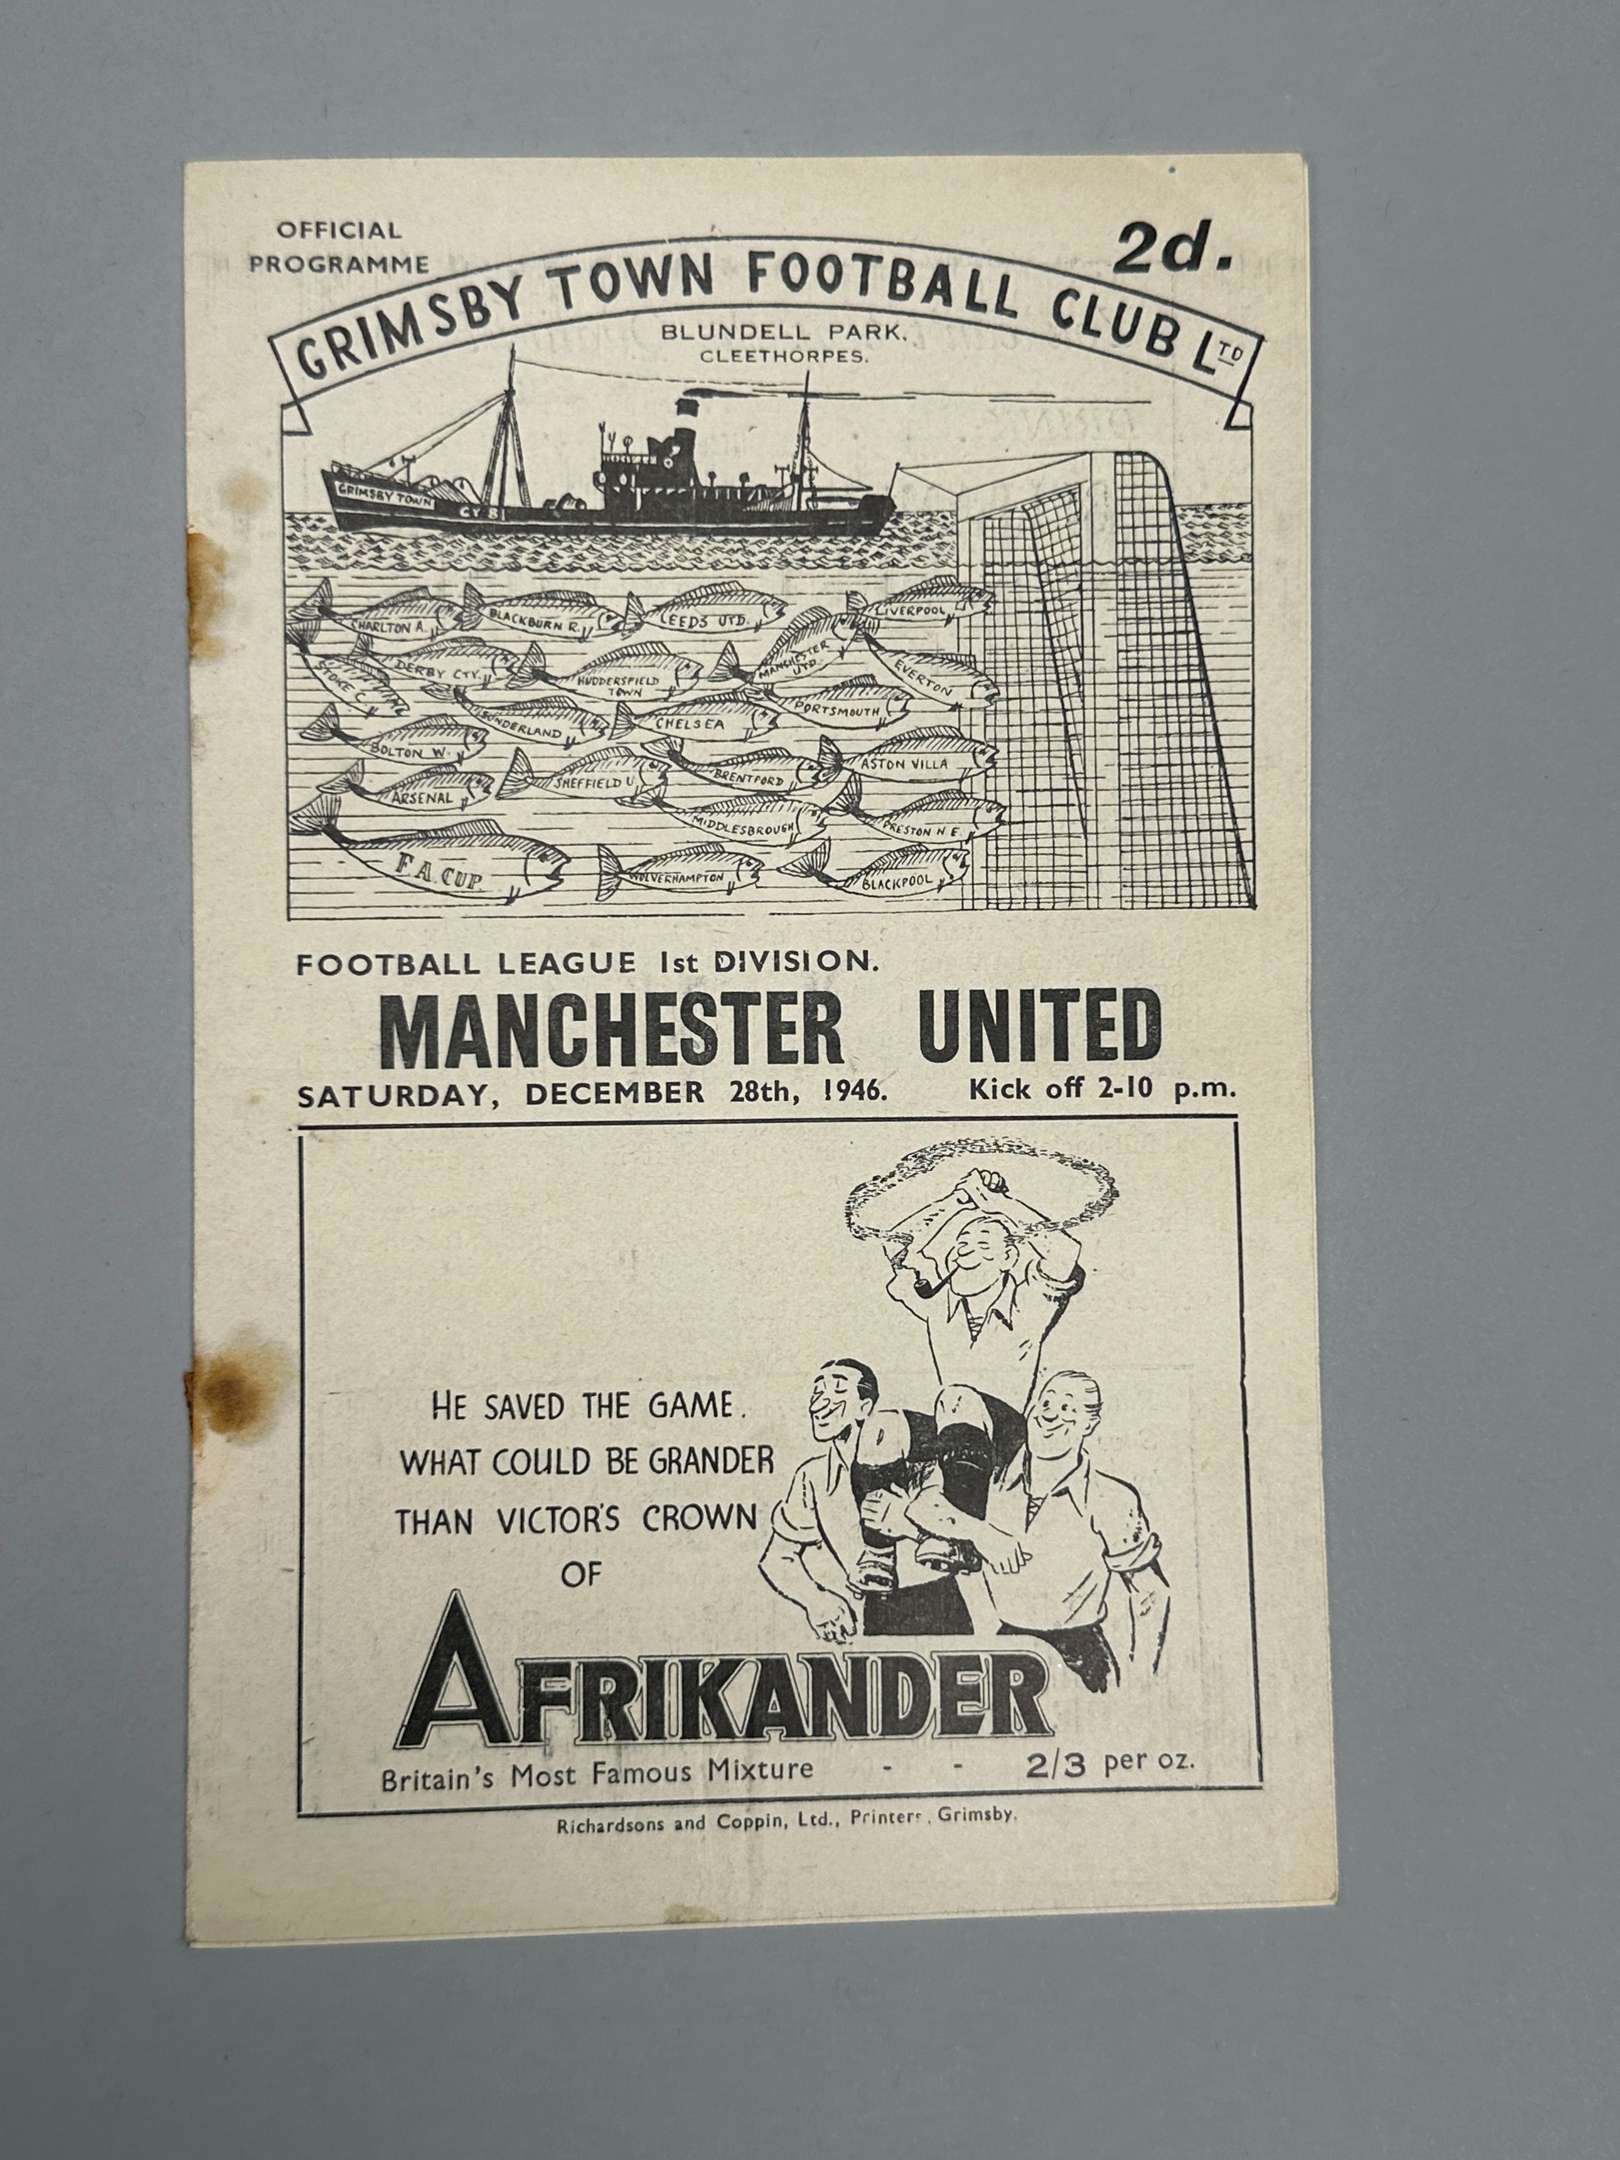 OFFICIAL
PROGRAMME
2d.
GRIMSBY TOWN FOOTBALL CLUB LTD
BLUNDELL PARK,
CLEETHORPES.
GRIMSBY TOWN
GY 8
CHARLTON A.
BLACKBURN R.
LEEDS UTD.
LIVERPOOL
STOKE C.
DERBY CTY.
HUDDERSFIELD
TOWN
MANCHESTER
UTD.
EVERTON
SUNDERLAND
CHELSEA
PORTSMOUTH
BOLTON W.
SHEFFIELD U.
BRENTFORD
ASTON VILLA
ARSENAL
MIDDLESBROUGH
PRESTON N.E.
F.A. CUP.
WOLVERHAMPTON
BLACKPOOL
FOOTBALL LEAGUE 1st DIVISION.
MANCHESTER UNITED
SATURDAY, DECEMBER 28th, 1946. Kick off 2-10 p.m.
HE SAVED THE GAME.
WHAT COULD BE GRANDER
THAN VICTOR'S CROWN
OF
AFRIKANDER
Britain's Most Famous Mixture - - 2/3 per oz.
Richardsons and Coppin, Ltd., Printers, Grimsby.